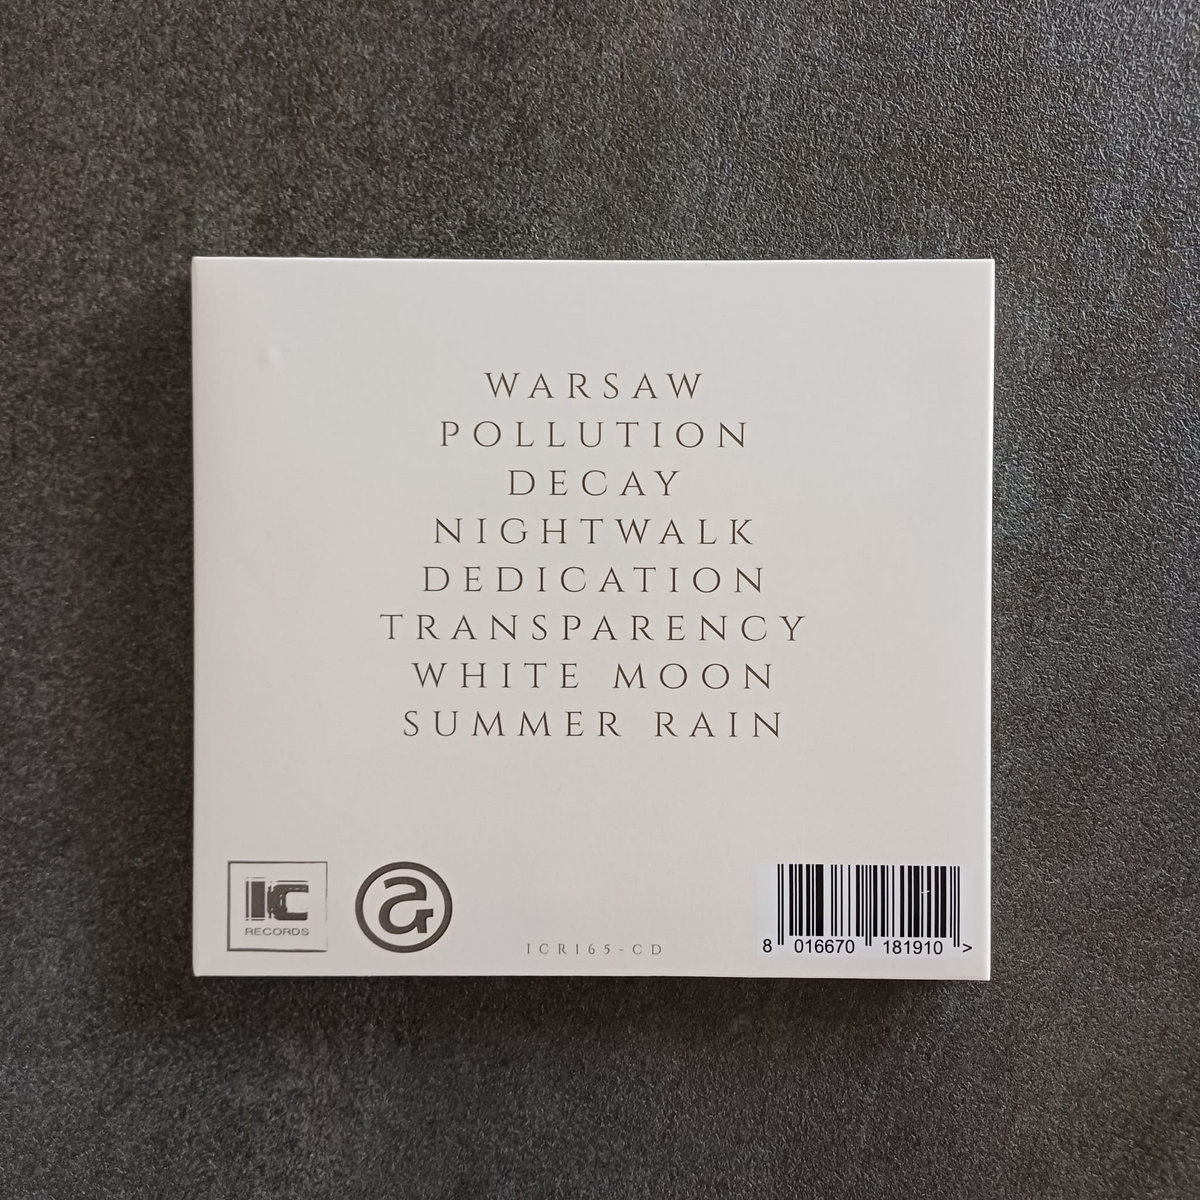 WARSAW
POLLUTION
DECAY
NIGHTWALK
DEDICATION
TRANSPARENCY
WHITE MOON
SUMMER RAIN
IC
RECORDS
a
ICR165-CD
8 016670 181910 >